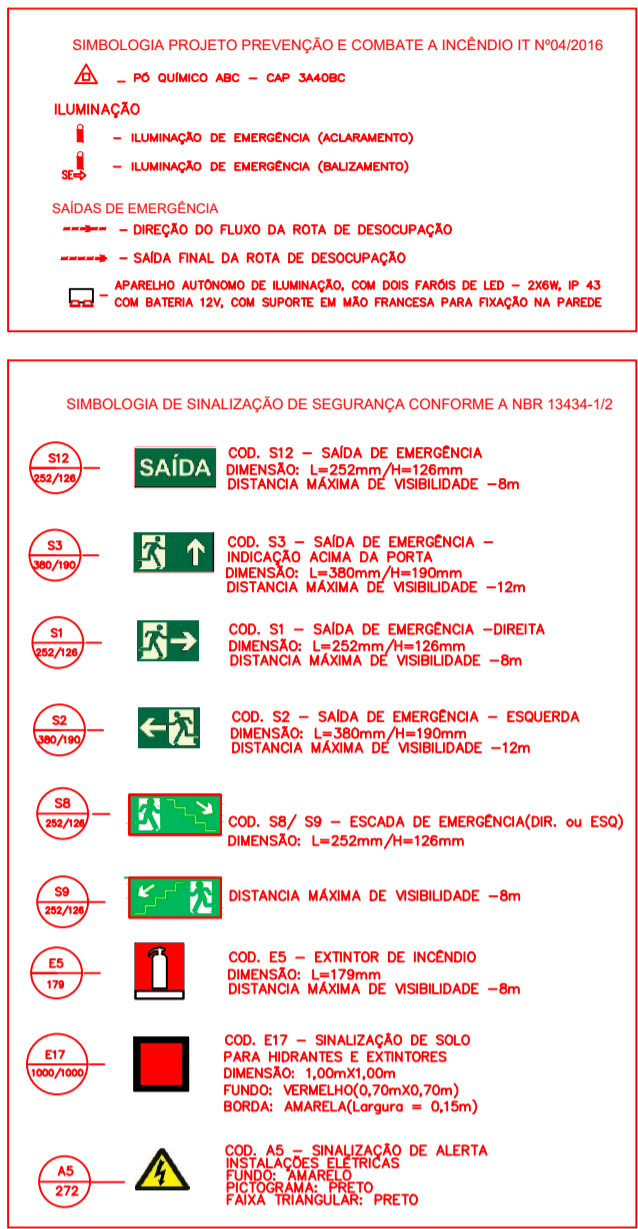 SIMBOLOGIA PROJETO PREVENÇÃO E COMBATE A INCÊNDIO IT Nº04/2016
– PÓ QUÍMICO ABC – CAP 3A40BC
ILUMINAÇÃO
– ILUMINAÇÃO DE EMERGÊNCIA (ACLARAMENTO)
– ILUMINAÇÃO DE EMERGÊNCIA (BALIZAMENTO)
SE
SAÍDAS DE EMERGÊNCIA
– DIREÇÃO DO FLUXO DA ROTA DE DESOCUPAÇÃO
– SAÍDA FINAL DA ROTA DE DESOCUPAÇÃO
– APARELHO AUTÔNOMO DE ILUMINAÇÃO, COM DOIS FARÓIS DE LED – 2X6W, IP 43
COM BATERIA 12V, COM SUPORTE EM MÃO FRANCESA PARA FIXAÇÃO NA PAREDE
SIMBOLOGIA DE SINALIZAÇÃO DE SEGURANÇA CONFORME A NBR 13434-1/2
S12
252/126
SAÍDA
COD. S12 – SAÍDA DE EMERGÊNCIA
DIMENSÃO: L=252mm/H=126mm
DISTANCIA MÁXIMA DE VISIBILIDADE –8m
S3
380/190
COD. S3 – SAÍDA DE EMERGÊNCIA –
INDICAÇÃO ACIMA DA PORTA
DIMENSÃO: L=380mm/H=190mm
DISTANCIA MÁXIMA DE VISIBILIDADE –12m
S1
252/126
COD. S1 – SAÍDA DE EMERGÊNCIA –DIREITA
DIMENSÃO: L=252mm/H=126mm
DISTANCIA MÁXIMA DE VISIBILIDADE –8m
S2
380/190
COD. S2 – SAÍDA DE EMERGÊNCIA – ESQUERDA
DIMENSÃO: L=380mm/H=190mm
DISTANCIA MÁXIMA DE VISIBILIDADE –12m
S8
252/126
COD. S8/ S9 – ESCADA DE EMERGÊNCIA(DIR. ou ESQ)
DIMENSÃO: L=252mm/H=126mm
S9
252/126
DISTANCIA MÁXIMA DE VISIBILIDADE –8m
E5
179
COD. E5 – EXTINTOR DE INCÊNDIO
DIMENSÃO: L=179mm
DISTANCIA MÁXIMA DE VISIBILIDADE –8m
E17
1000/1000
COD. E17 – SINALIZAÇÃO DE SOLO
PARA HIDRANTES E EXTINTORES
DIMENSÃO: 1,00mX1,00m
FUNDO: VERMELHO(0,70mX0,70m)
BORDA: AMARELA(Largura = 0,15m)
A5
272
COD. A5 – SINALIZAÇÃO DE ALERTA
INSTALAÇÕES ELÉTRICAS
FUNDO: AMARELO
PICTOGRAMA: PRETO
FAIXA TRIANGULAR: PRETO